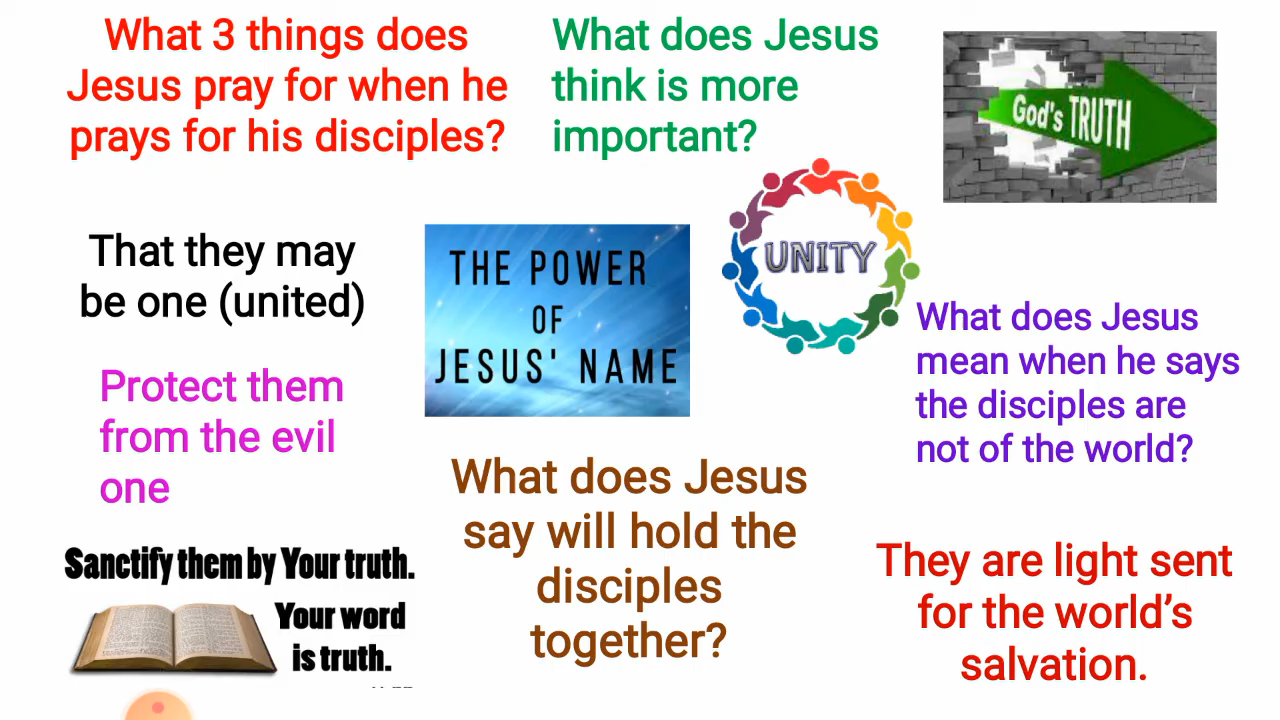 What 3 things does
Jesus pray for when he
prays for his disciples?
What does Jesus
think is more
important?
God's TRUTH
That they may
be one (united)
THE POWER
OF
JESUS' NAME
UNITY
What does Jesus
mean when he says
the disciples are
not of the world?
Protect them
from the evil
one
What does Jesus
say will hold the
disciples
together?
Sanctify them by Your truth.
Your word
is truth.
They are light sent
for the world’s
salvation.